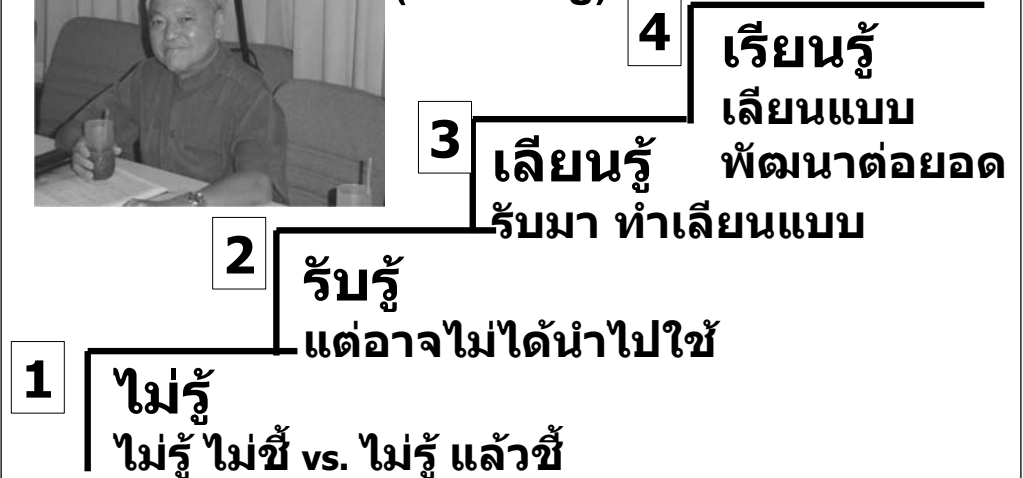 4
เรียนรู้
เลียนแบบ
พัฒนาต่อยอด
3
เลียนรู้
รับมา ทำเลียนแบบ
2
รับรู้
แต่อาจไม่ได้นำไปใช้
1
ไม่รู้
ไม่รู้ ไม่ชี้ vs. ไม่รู้ แล้วชี้